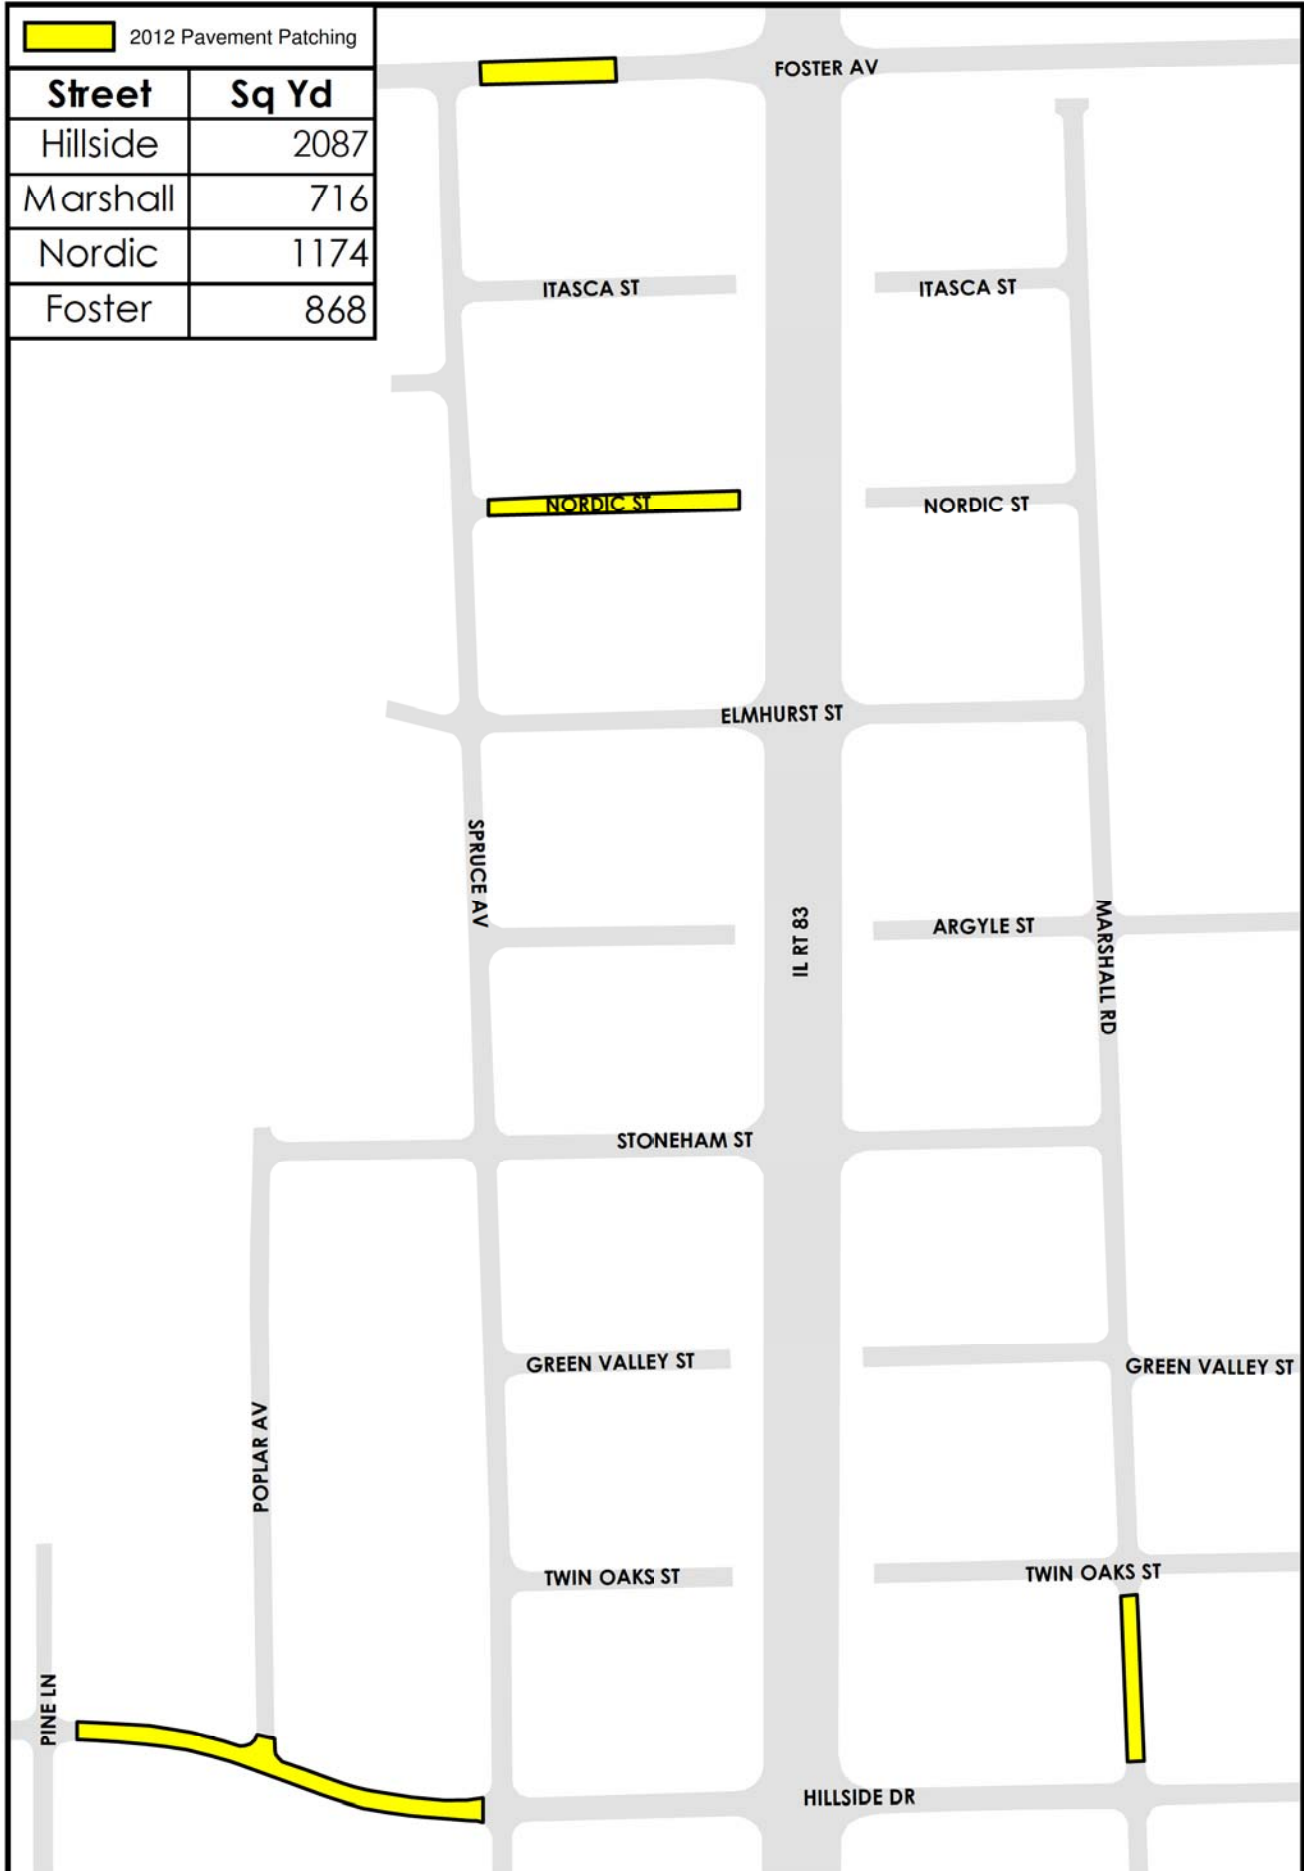 2012 Pavement Patching
Street Sq Yd
Hillside 2087
Marshall 716
Nordic 1174
Foster 868
FOSTER AV
ITASCA ST
ITASCA ST
NORDIC ST
NORDIC ST
ELMHURST ST
SPRUCE AV
IL RT 83
ARGYLE ST
MARSHALL RD
STONEHAM ST
GREEN VALLEY ST
GREEN VALLEY ST
POPLAR AV
TWIN OAKS ST
TWIN OAKS ST
PINE LN
HILLSIDE DR